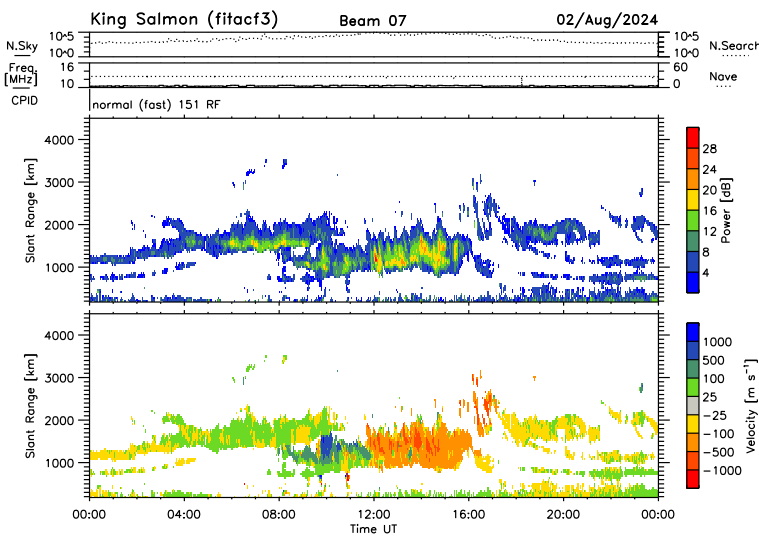 King Salmon (fitacf3) Beam 07 02/Aug/2024
N.Sky 10^5 10^0 10^5 10^0 N.Search
Freq. [MHz] 16 10 60 0 Nave
CPID normal (fast) 151 RF
Slant Range [km] 4000 3000 2000 1000
Power [dB] 28 24 20 16 12 8 4
Slant Range [km] 4000 3000 2000 1000
Velocity [m s⁻¹] 1000 500 100 25 −25 −100 −500 −1000
00:00 04:00 08:00 12:00 16:00 20:00 00:00
Time UT